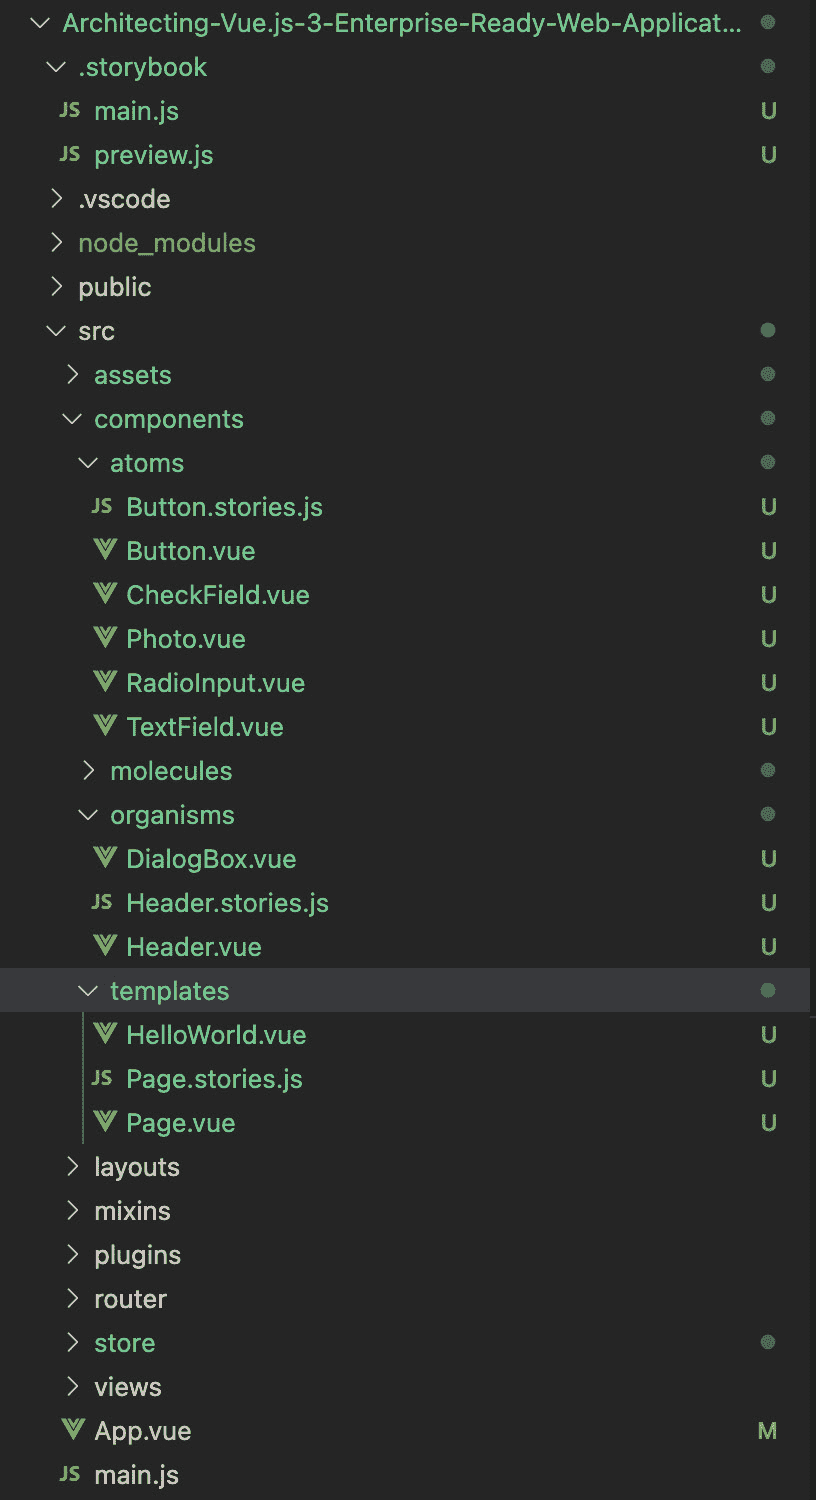 Architecting-Vue.js-3-Enterprise-Ready-Web-Applicat...
.storybook
JS main.js U
JS preview.js U
.vscode
node_modules
public
src
assets
components
atoms
JS Button.stories.js U
Button.vue U
CheckField.vue U
Photo.vue U
RadioInput.vue U
TextField.vue U
molecules
organisms
DialogBox.vue U
JS Header.stories.js U
Header.vue U
templates
HelloWorld.vue U
JS Page.stories.js U
Page.vue U
layouts
mixins
plugins
router
store
views
App.vue M
JS main.js